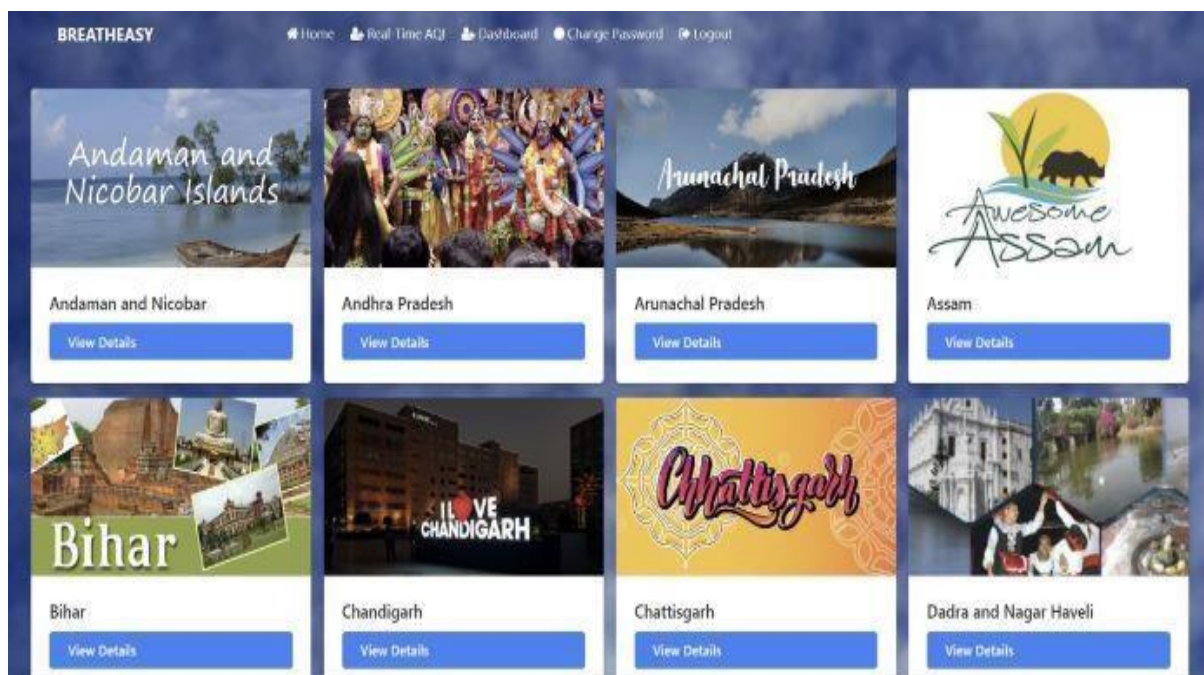 BREATHEASY Home Real-Time AQI Dashboard Change Password Logout
Andaman and
Nicobar Islands
Arunachal Pradesh
Awesome
Assam
Andaman and Nicobar
Andhra Pradesh
Arunachal Pradesh
Assam
View Details
View Details
View Details
View Details
Bihar
I LOVE
CHANDIGARH
Chhattisgarh
Bihar
Chandigarh
Chattisgarh
Dadra and Nagar Haveli
View Details
View Details
View Details
View Details